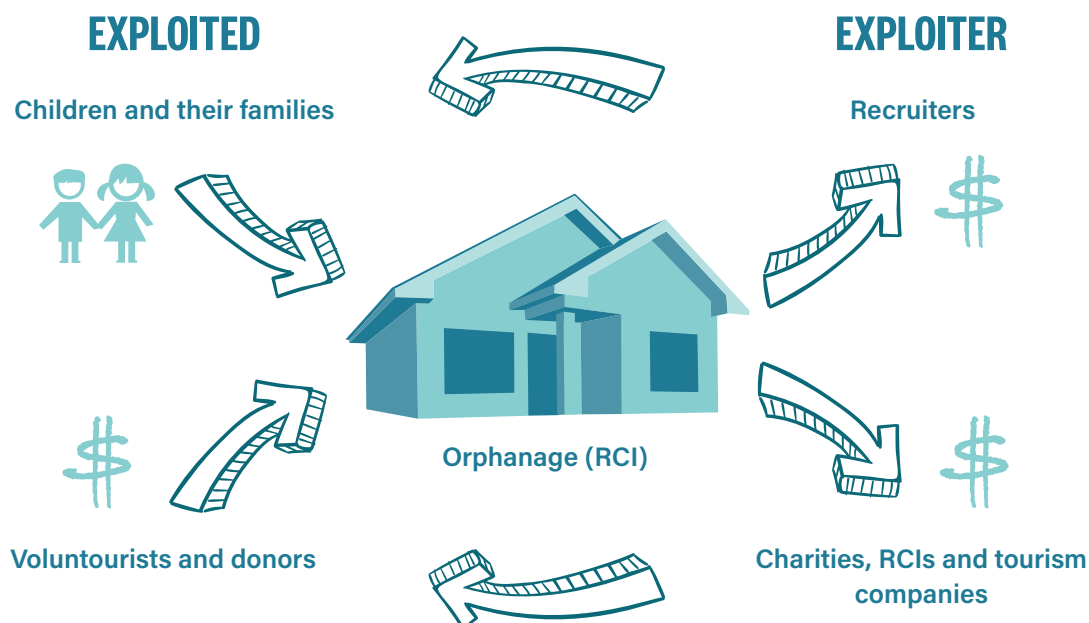 EXPLOITED
EXPLOITER
Children and their families
Recruiters
$
Orphanage (RCI)
$
$
Voluntourists and donors
Charities, RCIs and tourism
companies